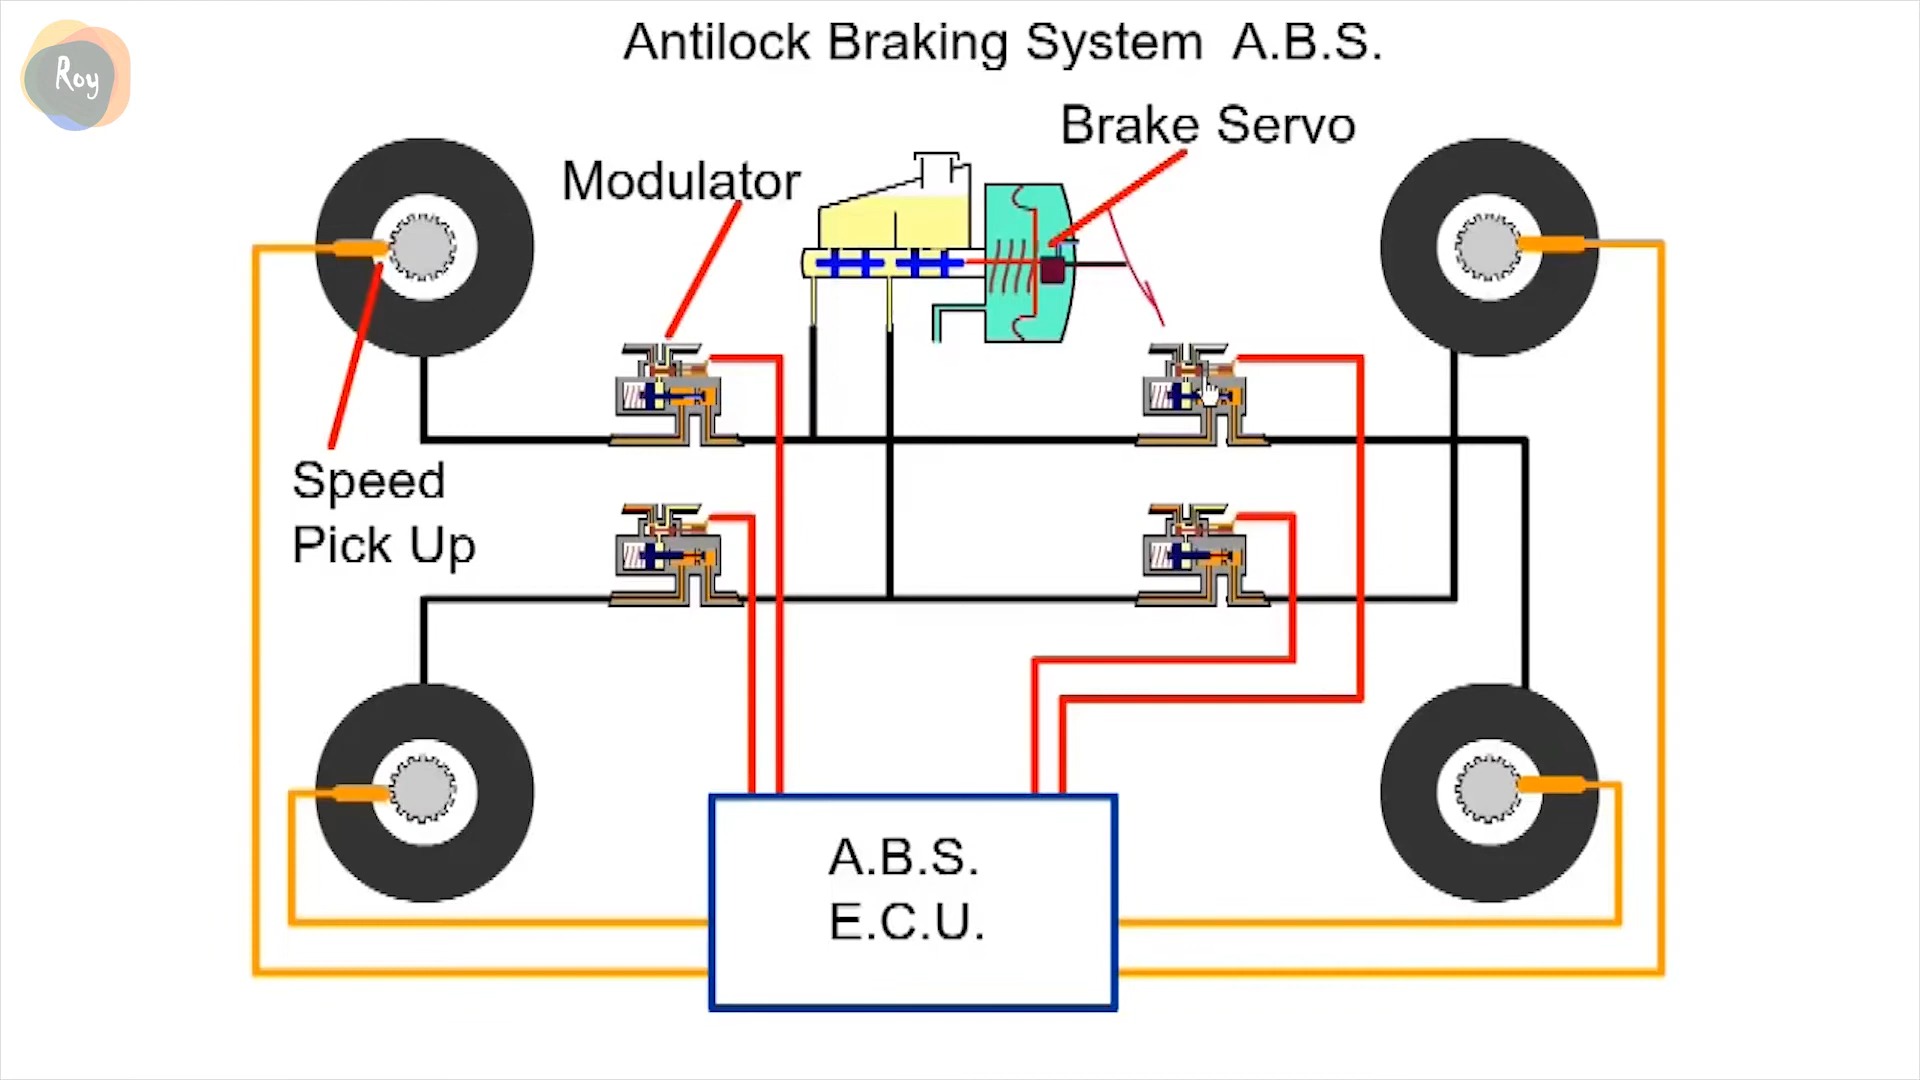 Roy
Antilock Braking System A.B.S.
Brake Servo
Modulator
Speed
Pick Up
A.B.S.
E.C.U.